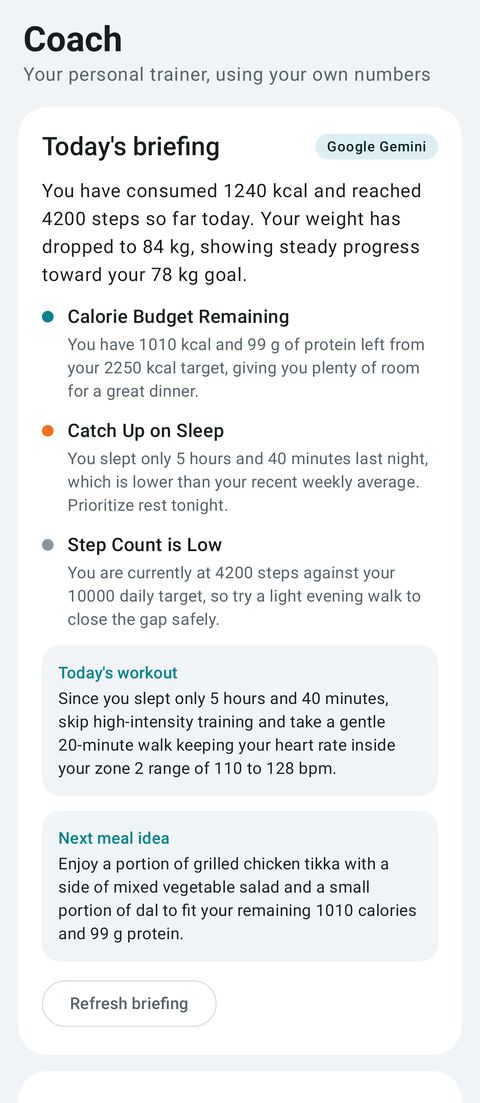 Coach
Your personal trainer, using your own numbers
Today's briefing
Google Gemini
You have consumed 1240 kcal and reached
4200 steps so far today. Your weight has
dropped to 84 kg, showing steady progress
toward your 78 kg goal.
Calorie Budget Remaining
You have 1010 kcal and 99 g of protein left from
your 2250 kcal target, giving you plenty of room
for a great dinner.
Catch Up on Sleep
You slept only 5 hours and 40 minutes last night,
which is lower than your recent weekly average.
Prioritize rest tonight.
Step Count is Low
You are currently at 4200 steps against your
10000 daily target, so try a light evening walk to
close the gap safely.
Today's workout
Since you slept only 5 hours and 40 minutes,
skip high-intensity training and take a gentle
20-minute walk keeping your heart rate inside
your zone 2 range of 110 to 128 bpm.
Next meal idea
Enjoy a portion of grilled chicken tikka with a
side of mixed vegetable salad and a small
portion of dal to fit your remaining 1010 calories
and 99 g protein.
Refresh briefing